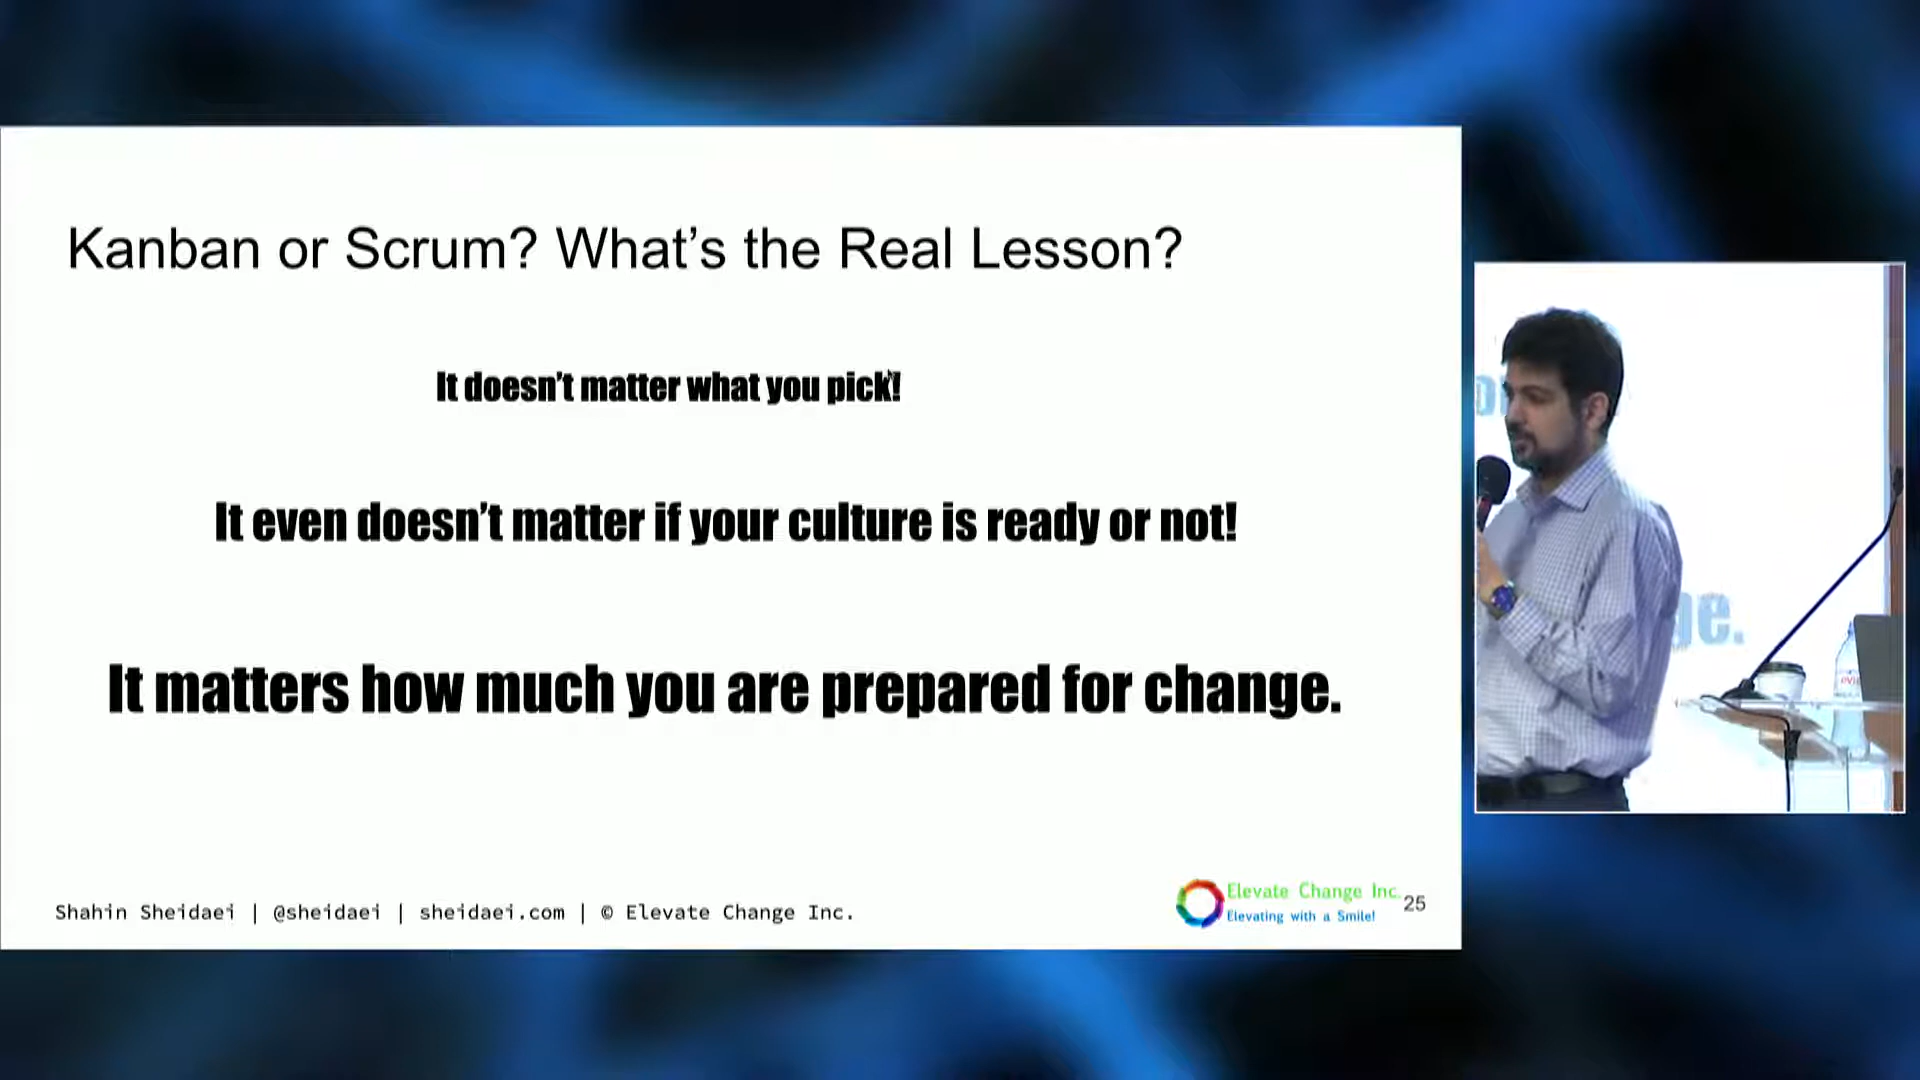 Kanban or Scrum? What’s the Real Lesson?
It doesn’t matter what you pick!
It even doesn’t matter if your culture is ready or not!
It matters how much you are prepared for change.
Shahin Sheidaei | @sheidaei | sheidaei.com | © Elevate Change Inc.
Elevate Change Inc.
Elevating with a Smile!
25
ge.